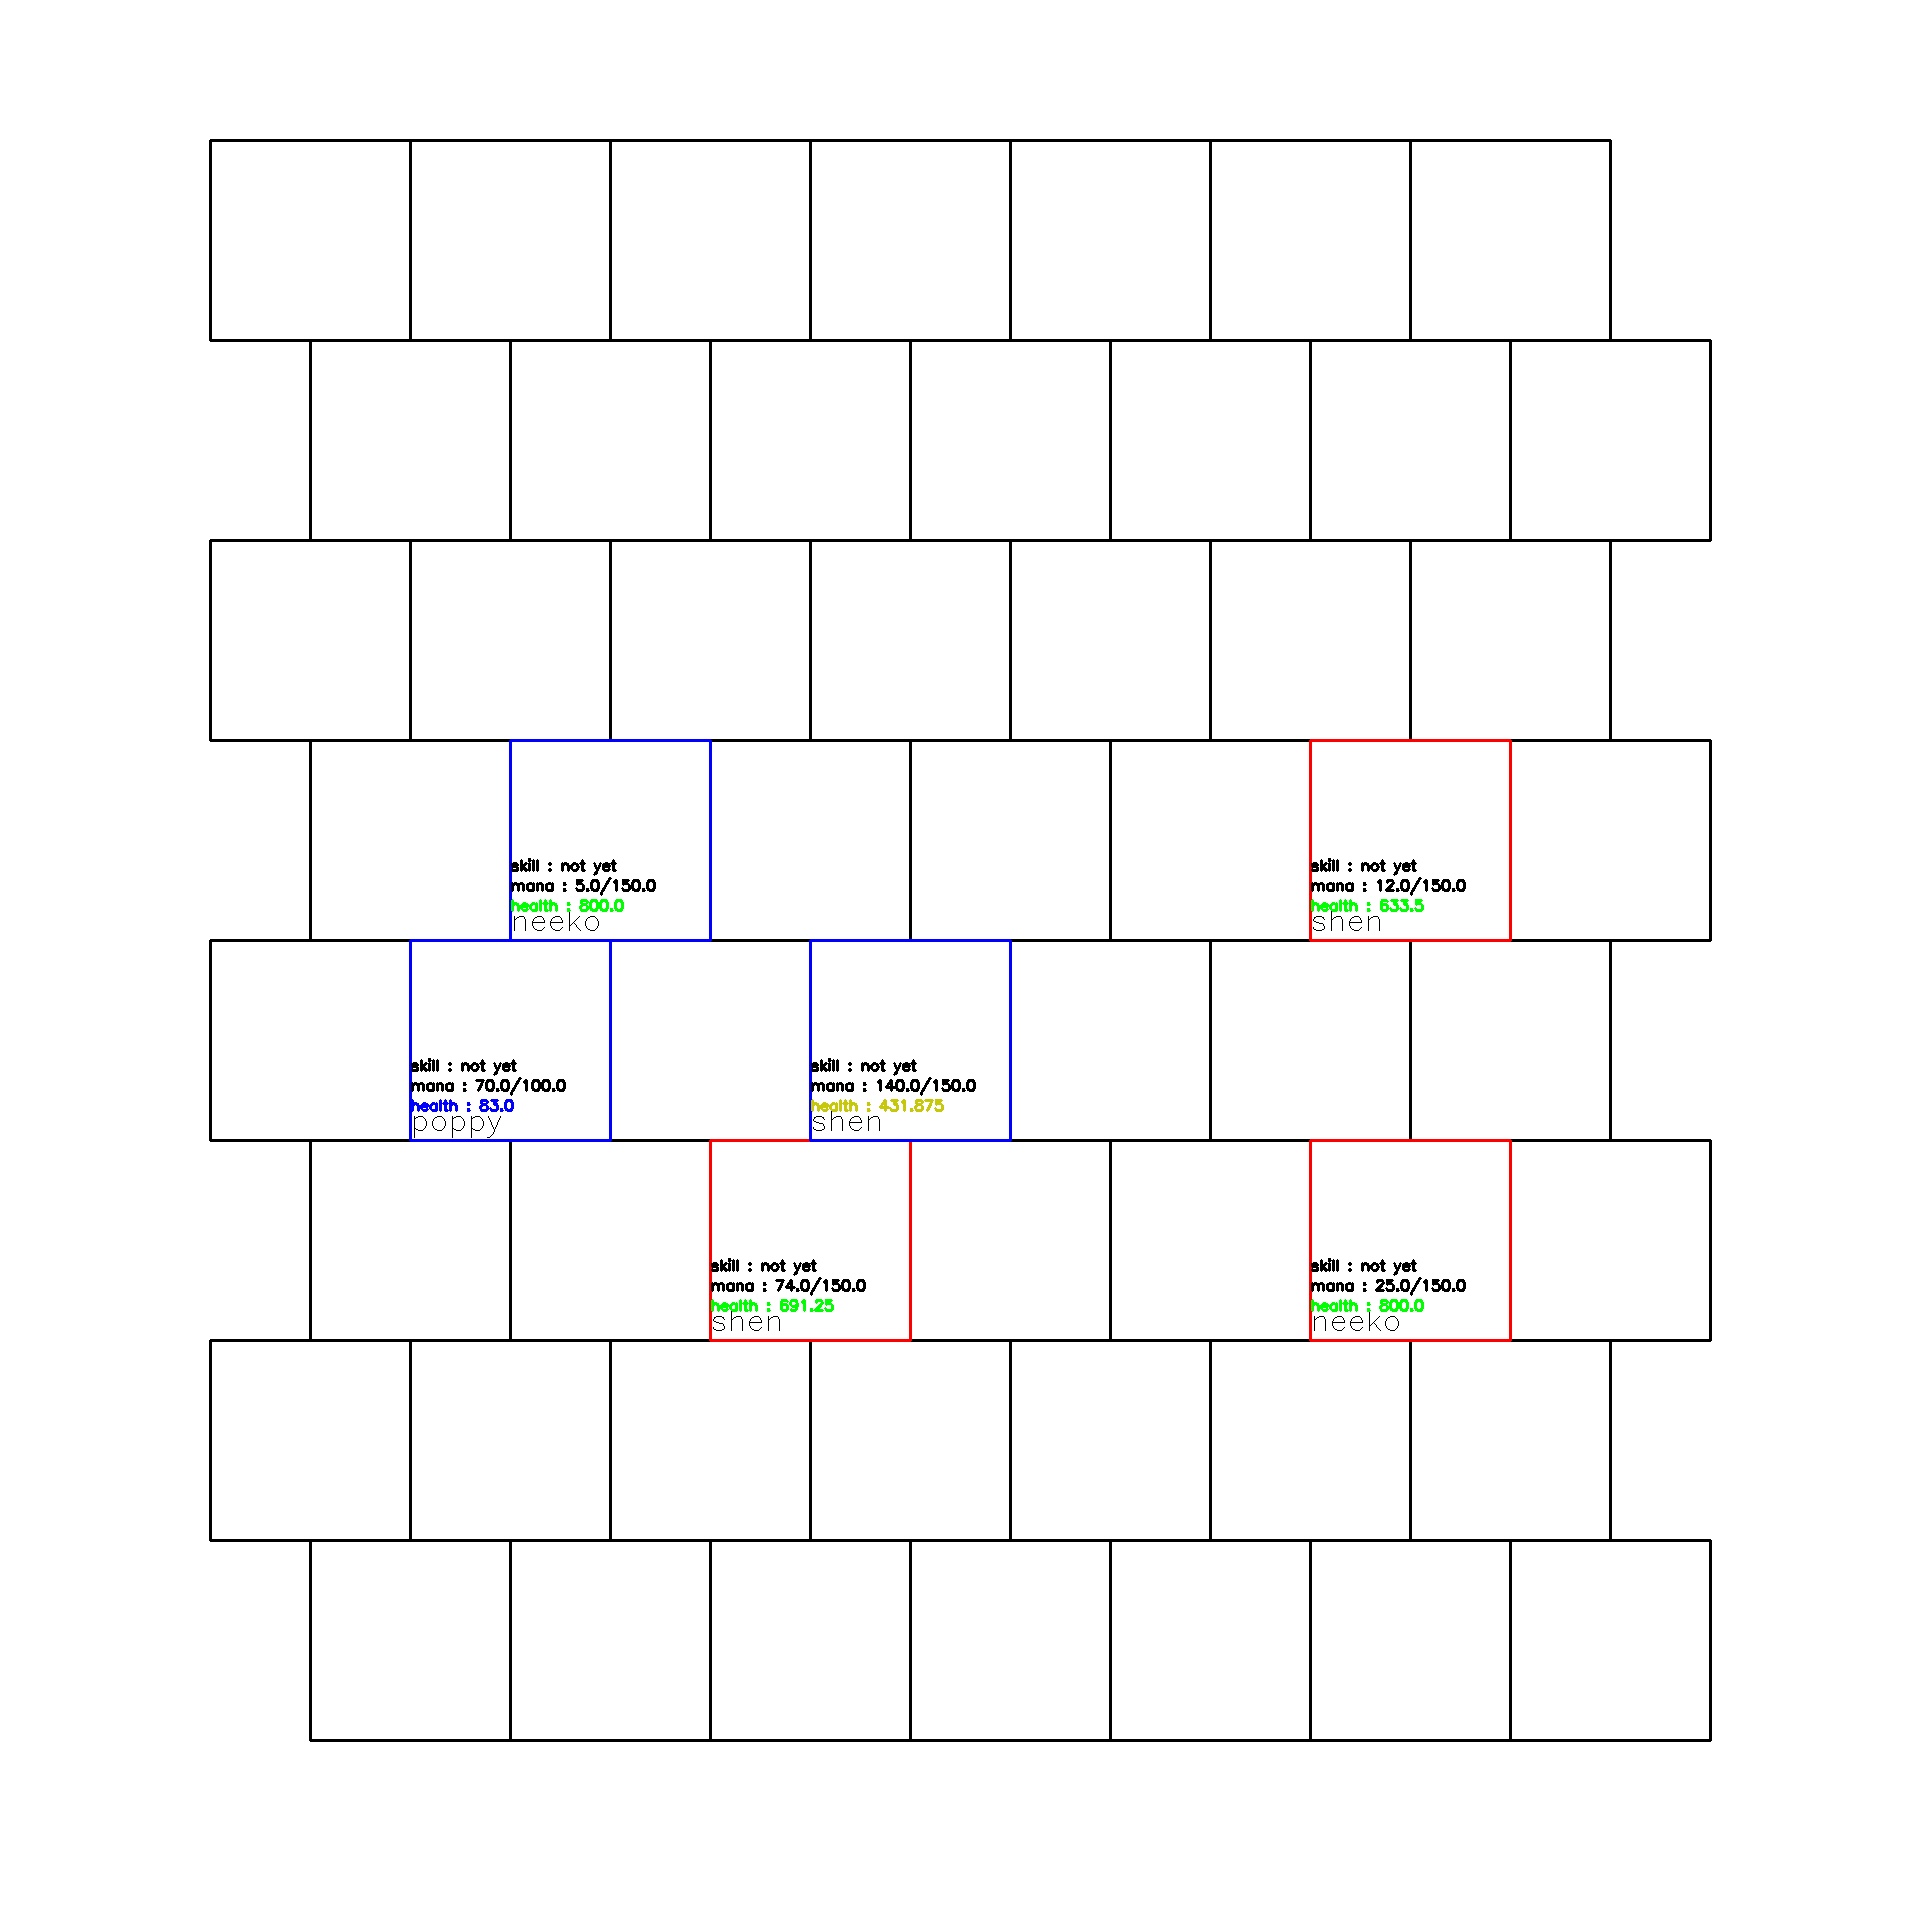 skill : not yet
mana : 5.0/150.0
health : 800.0
neeko
skill : not yet
mana : 12.0/150.0
health : 633.5
shen
skill : not yet
mana : 70.0/100.0
health : 83.0
poppy
skill : not yet
mana : 140.0/150.0
health : 431.875
shen
skill : not yet
mana : 74.0/150.0
health : 691.25
shen
skill : not yet
mana : 25.0/150.0
health : 800.0
neeko